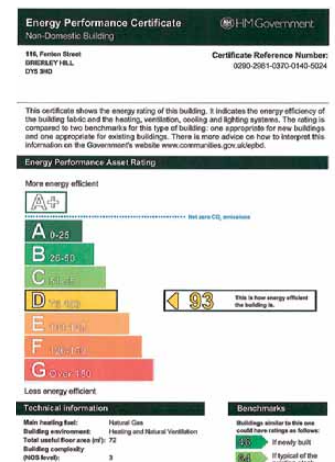 Energy Performance Certificate
HM Government
Non-Domestic Building
116, Fenton Street
BRIERLEY HILL
DY5 3HD
Certificate Reference Number:
0290-2981-0370-0140-5024
This certificate shows the energy rating of this building. It indicates the energy efficiency of
the building fabric and the heating, ventilation, cooling and lighting systems. The rating is
compared to two benchmarks for this type of building: one appropriate for new buildings
and one appropriate for existing buildings. There is more advice on how to interpret this
information on the Government's website www.communities.gov.uk/epbd.
Energy Performance Asset Rating
More energy efficient
A+
Net zero CO₂ emissions
A 0-25
B 26-50
C
D
93
This is how energy efficient
the building is.
E
F
G Over 150
Less energy efficient
Technical information
Main heating fuel: Natural Gas
Building environment: Heating and Natural Ventilation
Total useful floor area (m²): 72
Building complexity
(NOS level): 3
Benchmarks
Buildings similar to this one
could have ratings as follows:
If newly built
If typical of the